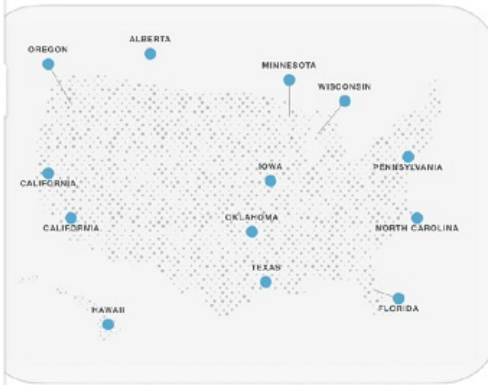 ALBERTA
OREGON
MINNESOTA
WISCONSIN
IOWA
PENNSYLVANIA
CALIFORNIA
OKLAHOMA
CALIFORNIA
NORTH CAROLINA
TEXAS
HAWAII
FLORIDA